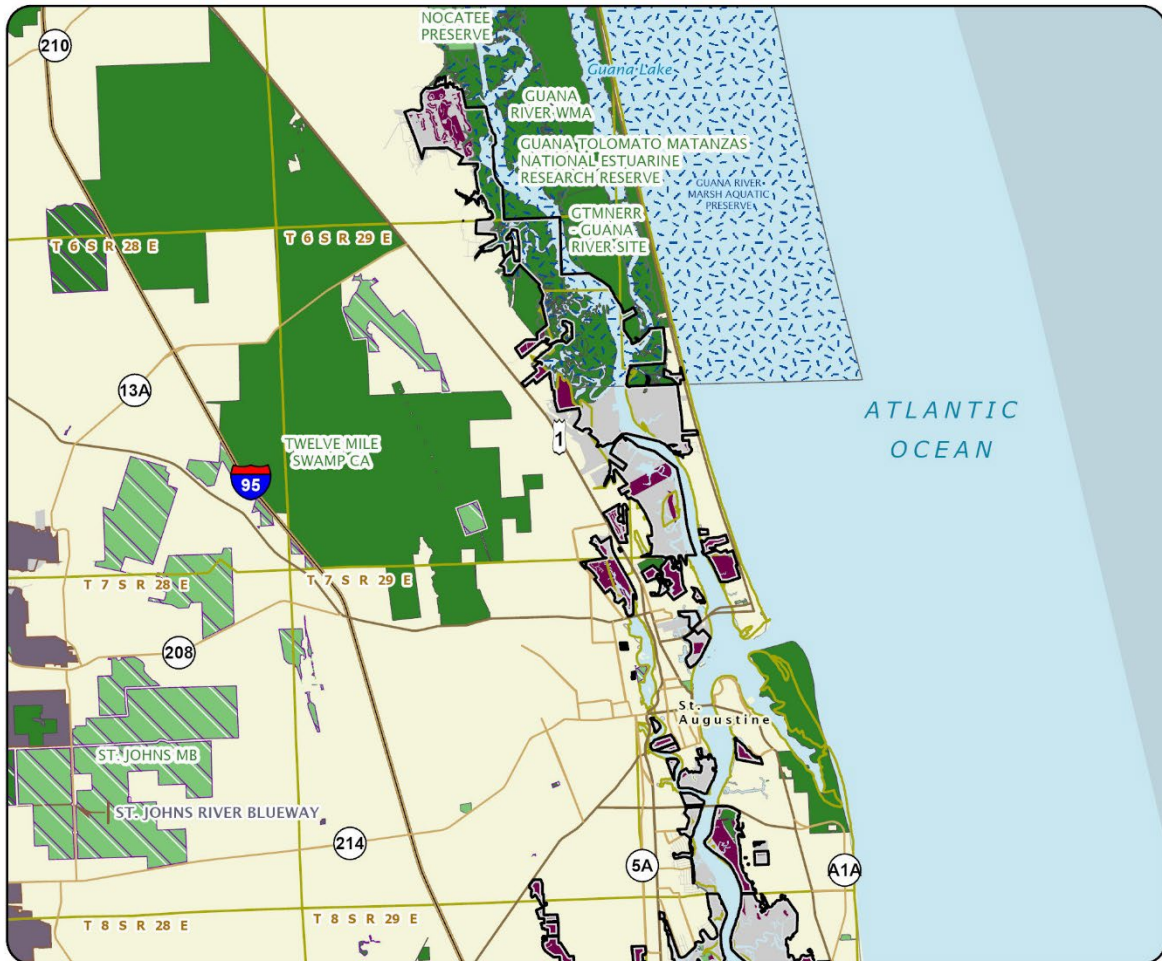 NOCATEE
PRESERVE
210
Guana Lake
GUANA
RIVER WMA
GUANA TOLOMATO MATANZAS
NATIONAL ESTUARINE
RESEARCH RESERVE
GUANA RIVER
MARSH AQUATIC
PRESERVE
GTMNERR
- GUANA
RIVER SITE
T 6 S R 28 E
T 6 S R 29 E
13A
ATLANTIC
OCEAN
1
TWELVE MILE
SWAMP CA
95
T 7 S R 28 E
T 7 S R 29 E
208
St.
Augustine
ST. JOHNS MB
ST. JOHNS RIVER BLUEWAY
214
5A
A1A
T 8 S R 28 E
T 8 S R 29 E